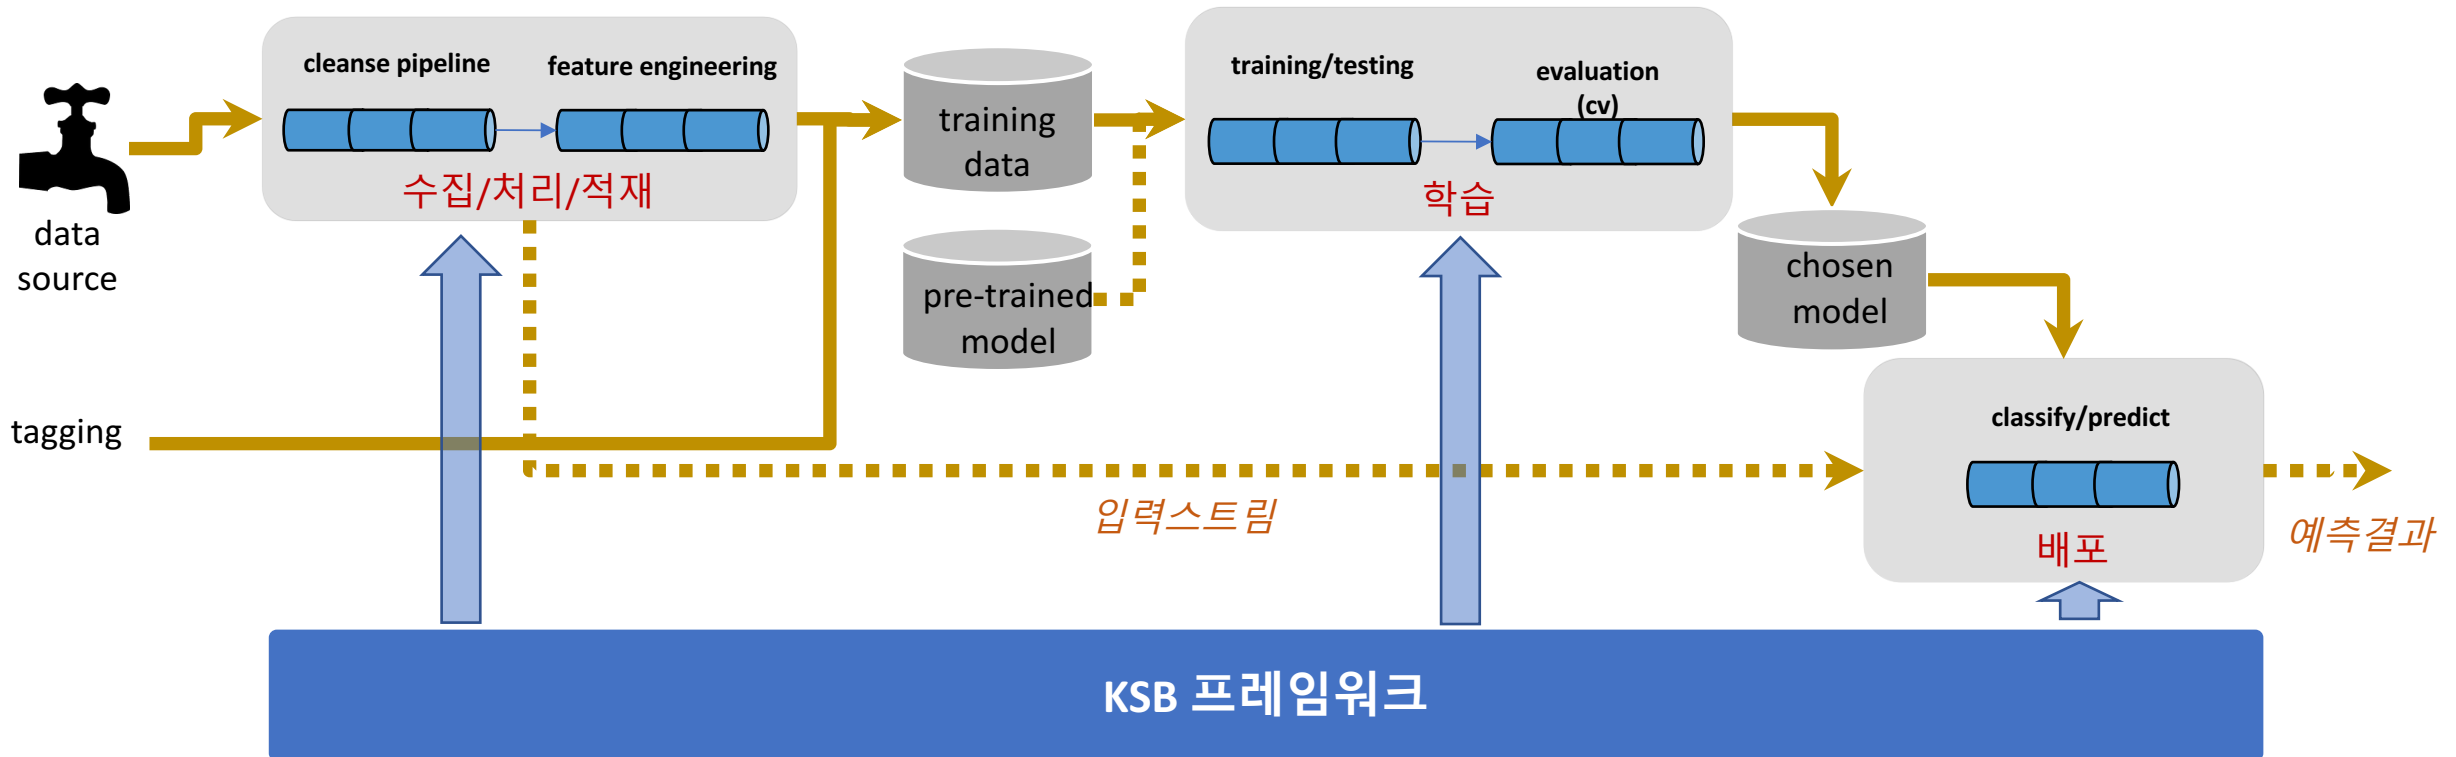 cleanse pipeline
feature engineering
수집/처리/적재
data
source
tagging
training
data
pre-trained
model
training/testing
evaluation
(cv)
학습
chosen
model
classify/predict
배포
입력스트림
예측결과
KSB 프레임워크